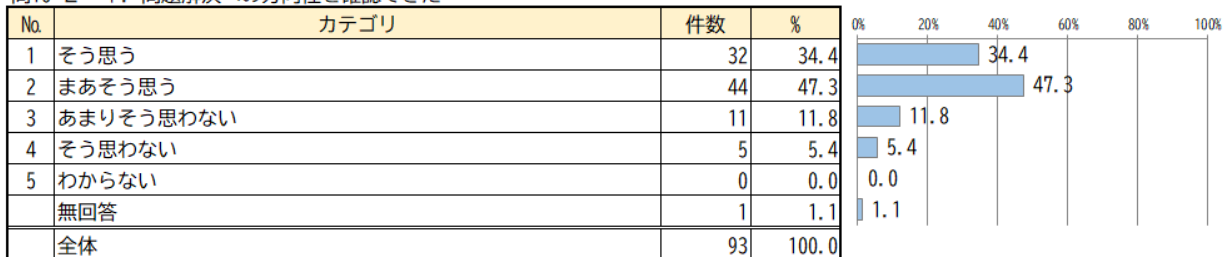 No. カテゴリ 件数 % 0% 20% 40% 60% 80% 100%
1 そう思う 32 34.4 34.4
2 まあそう思う 44 47.3 47.3
3 あまりそう思わない 11 11.8 11.8
4 そう思わない 5 5.4 5.4
5 わからない 0 0.0 0.0
無回答 1 1.1 1.1
全体 93 100.0